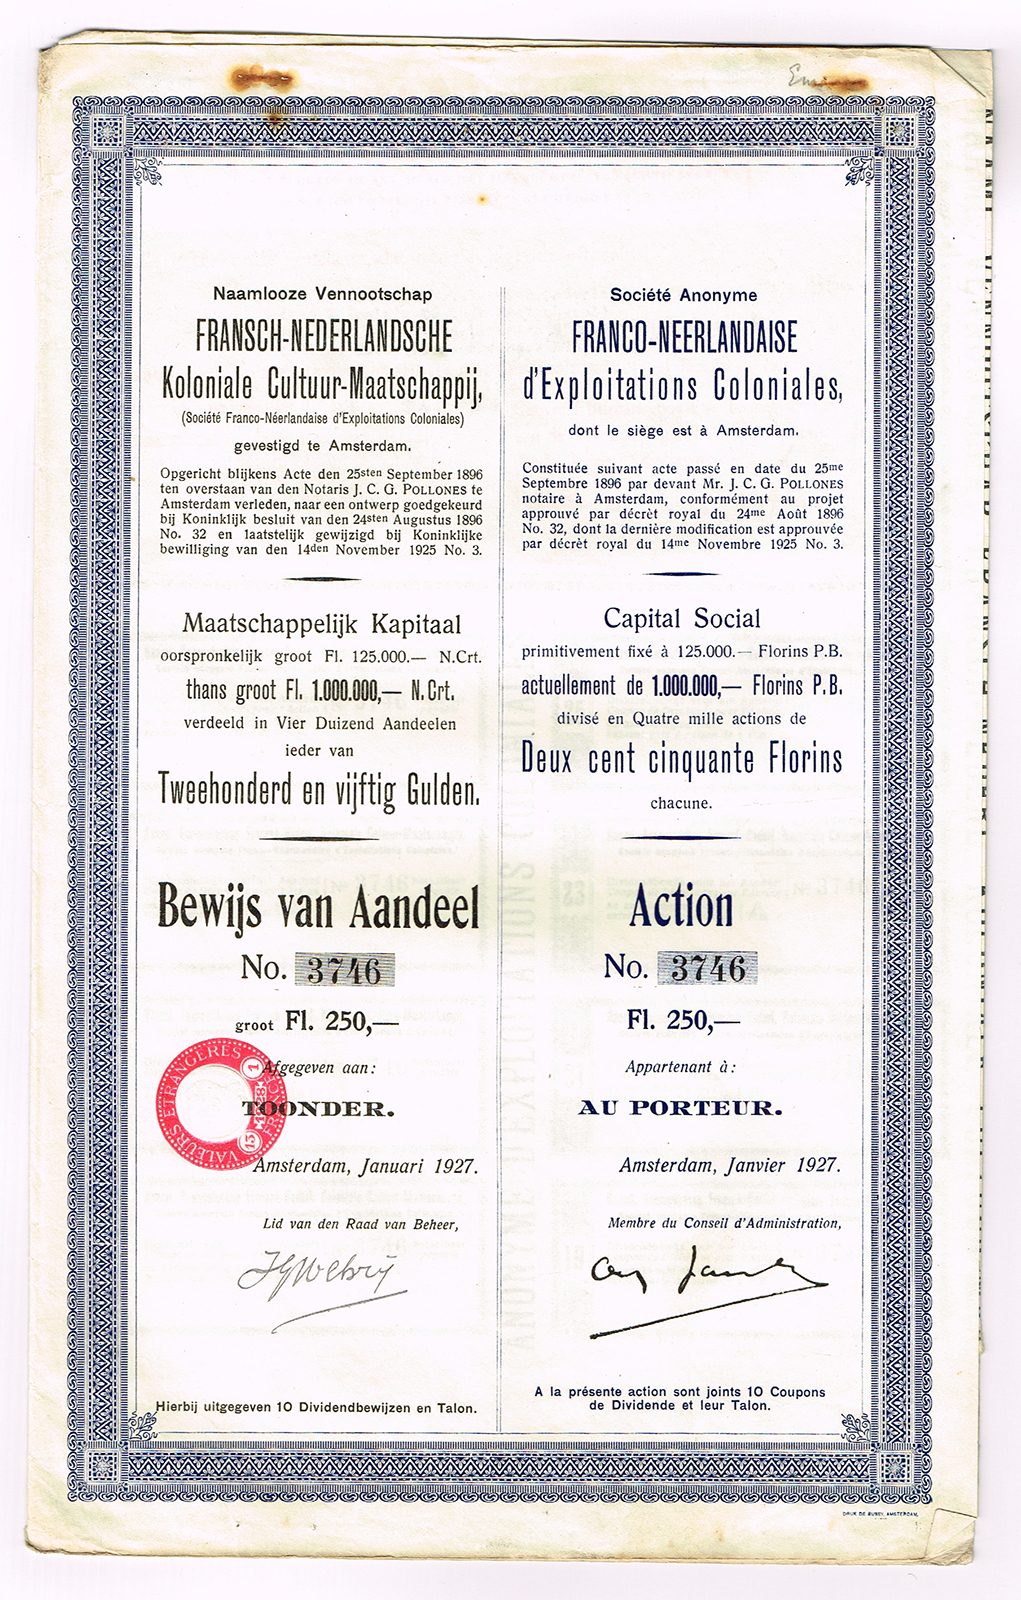 Naamlooze Vennootschap
FRANSCH-NEDERLANDSCHE
Koloniale Cultuur-Maatschappij,
(Société Franco-Néerlandaise d'Exploitations Coloniales)
gevestigd te Amsterdam.
Opgericht blijkens Acte den 25sten September 1896
ten overstaan van den Notaris J. C. G. POLLONES te
Amsterdam verleden, naar een ontwerp goedgekeurd
bij Koninklijk besluit van den 24sten Augustus 1896
No. 32 en laatstelijk gewijzigd bij Koninklijke
bewilliging van den 14den November 1925 No. 3.
Maatschappelijk Kapitaal
oorspronkelijk groot Fl. 125.000.— N.Crt.
thans groot Fl. 1.000.000,— N.Crt.
verdeeld in Vier Duizend Aandeelen
ieder van
Tweehonderd en vijftig Gulden.
Bewijs van Aandeel
No. 3746
groot Fl. 250,—
Afgegeven aan:
TOONDER.
Amsterdam, Januari 1927.
Lid van den Raad van Beheer,
Hierbij uitgegeven 10 Dividendbewijzen en Talon.
VALEURS ETRANGERES
Société Anonyme
FRANCO-NEERLANDAISE
d'Exploitations Coloniales,
dont le siège est à Amsterdam.
Constituée suivant acte passé en date du 25me
Septembre 1896 par devant Mr. J. C. G. POLLONES
notaire à Amsterdam, conformément au projet
approuvé par décrèt royal du 24me Août 1896
No. 32, dont la dernière modification est approuvée
par décrèt royal du 14me Novembre 1925 No. 3.
Capital Social
primitivement fixé à 125.000.— Florins P.B.
actuellement de 1.000.000,— Florins P.B.
divisé en Quatre mille actions de
Deux cent cinquante Florins
chacune.
Action
No. 3746
Fl. 250,—
Appartenant à:
AU PORTEUR.
Amsterdam, Janvier 1927.
Membre du Conseil d'Administration,
A la présente action sont joints 10 Coupons
de Dividende et leur Talon.
DRUK DE BUSSY, AMSTERDAM.